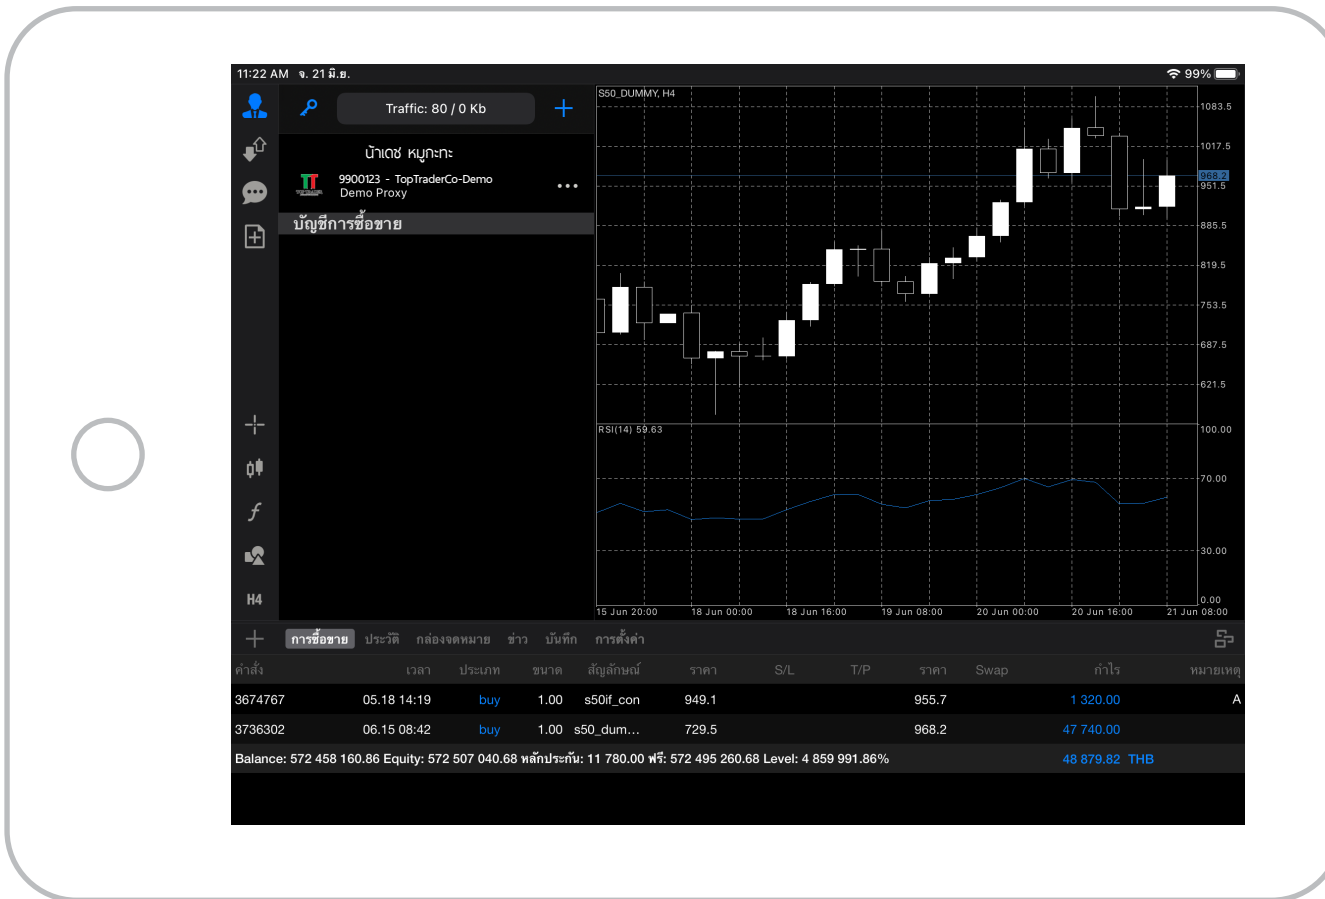 11:22 AM จ. 21 มิ.ย. 99%
Traffic: 80 / 0 Kb
น้าเดช หมูกะทะ
9900123 - TopTraderCo-Demo
Demo Proxy
บัญชีการซื้อขาย
H4
S50_DUMMY, H4
1083.5
1017.5
968.2
951.5
885.5
819.5
753.5
687.5
621.5
RSI(14) 59.63
100.00
70.00
30.00
0.00
15 Jun 20:00 18 Jun 00:00 18 Jun 16:00 19 Jun 08:00 20 Jun 00:00 20 Jun 16:00 21 Jun 08:00
การซื้อขาย ประวัติ กล่องจดหมาย ข่าว บันทึก การตั้งค่า
คำสั่ง เวลา ประเภท ขนาด สัญลักษณ์ ราคา S/L T/P ราคา Swap กำไร หมายเหตุ
3674767 05.18 14:19 buy 1.00 s50if_con 949.1 955.7 1 320.00 A
3736302 06.15 08:42 buy 1.00 s50_dum... 729.5 968.2 47 740.00
Balance: 572 458 160.86 Equity: 572 507 040.68 หลักประกัน: 11 780.00 ฟรี: 572 495 260.68 Level: 4 859 991.86% 48 879.82 THB